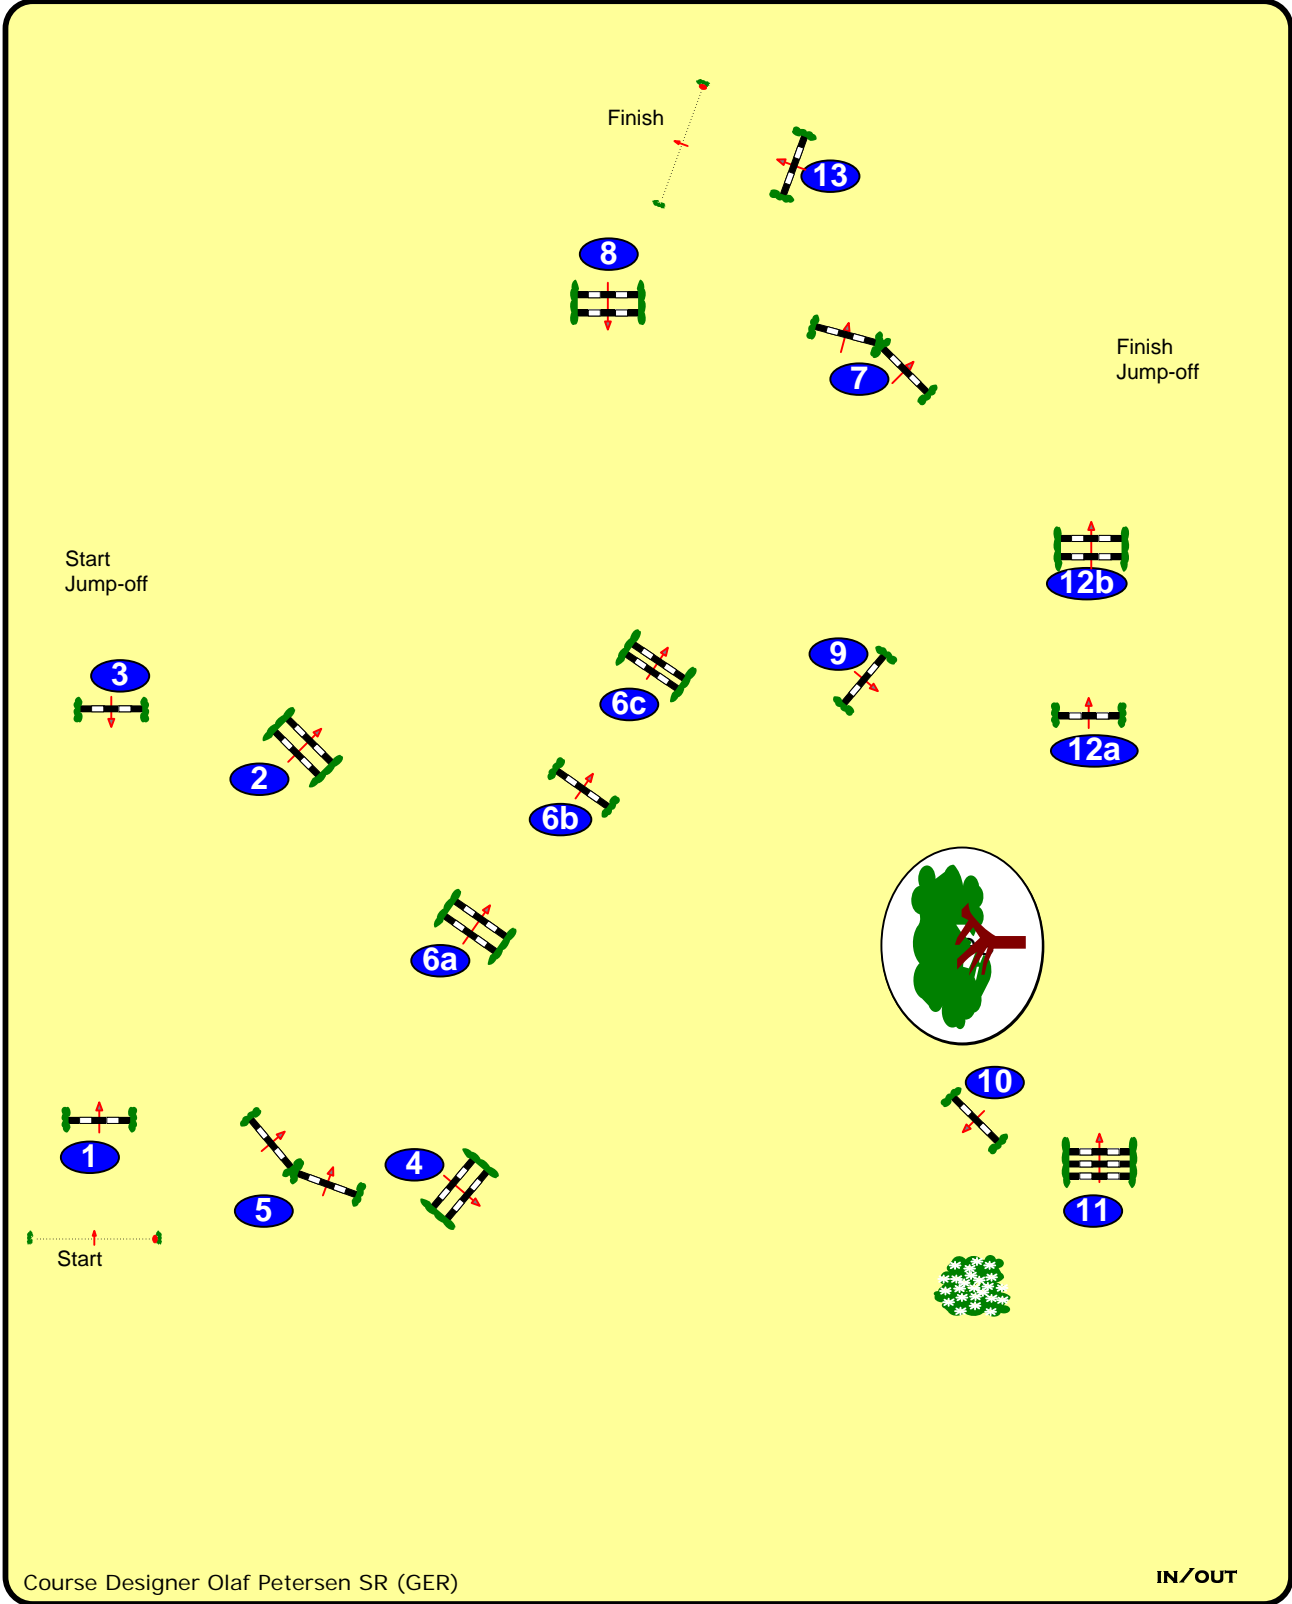 Finish
13
8
7
Finish
Jump-off
Start
Jump-off
12b
3
9
6c
2
12a
6b
6a
10
1
4
5
11
Start
Course Designer Olaf Petersen SR (GER)
IN/OUT